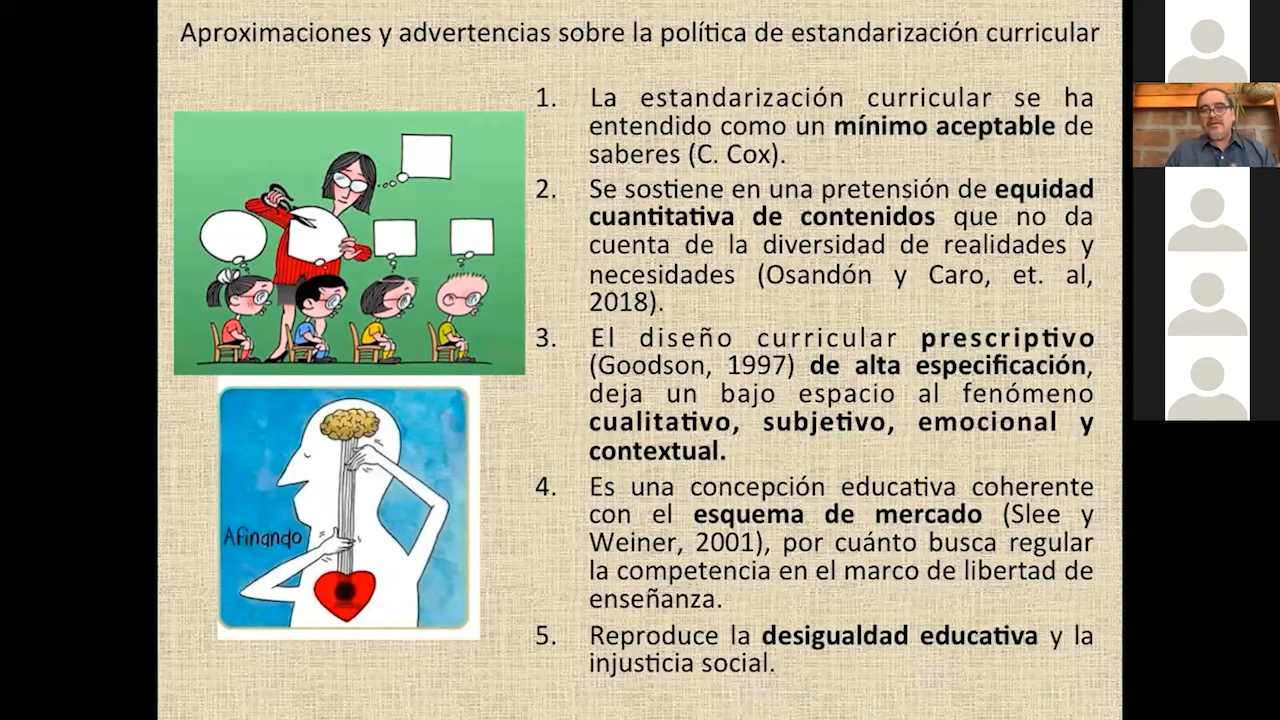 Aproximaciones y advertencias sobre la política de estandarización curricular
1. La estandarización curricular se ha
entendido como un mínimo aceptable de
saberes (C. Cox).
2. Se sostiene en una pretensión de equidad
cuantitativa de contenidos que no da
cuenta de la diversidad de realidades y
necesidades (Osandón y Caro, et. al,
2018).
3. El diseño curricular prescriptivo
(Goodson, 1997) de alta especificación,
deja un bajo espacio al fenómeno
cualitativo, subjetivo, emocional y
contextual.
4. Es una concepción educativa coherente
con el esquema de mercado (Slee y
Weiner, 2001), por cuánto busca regular
la competencia en el marco de libertad de
enseñanza.
5. Reproduce la desigualdad educativa y la
injusticia social.
Afinando